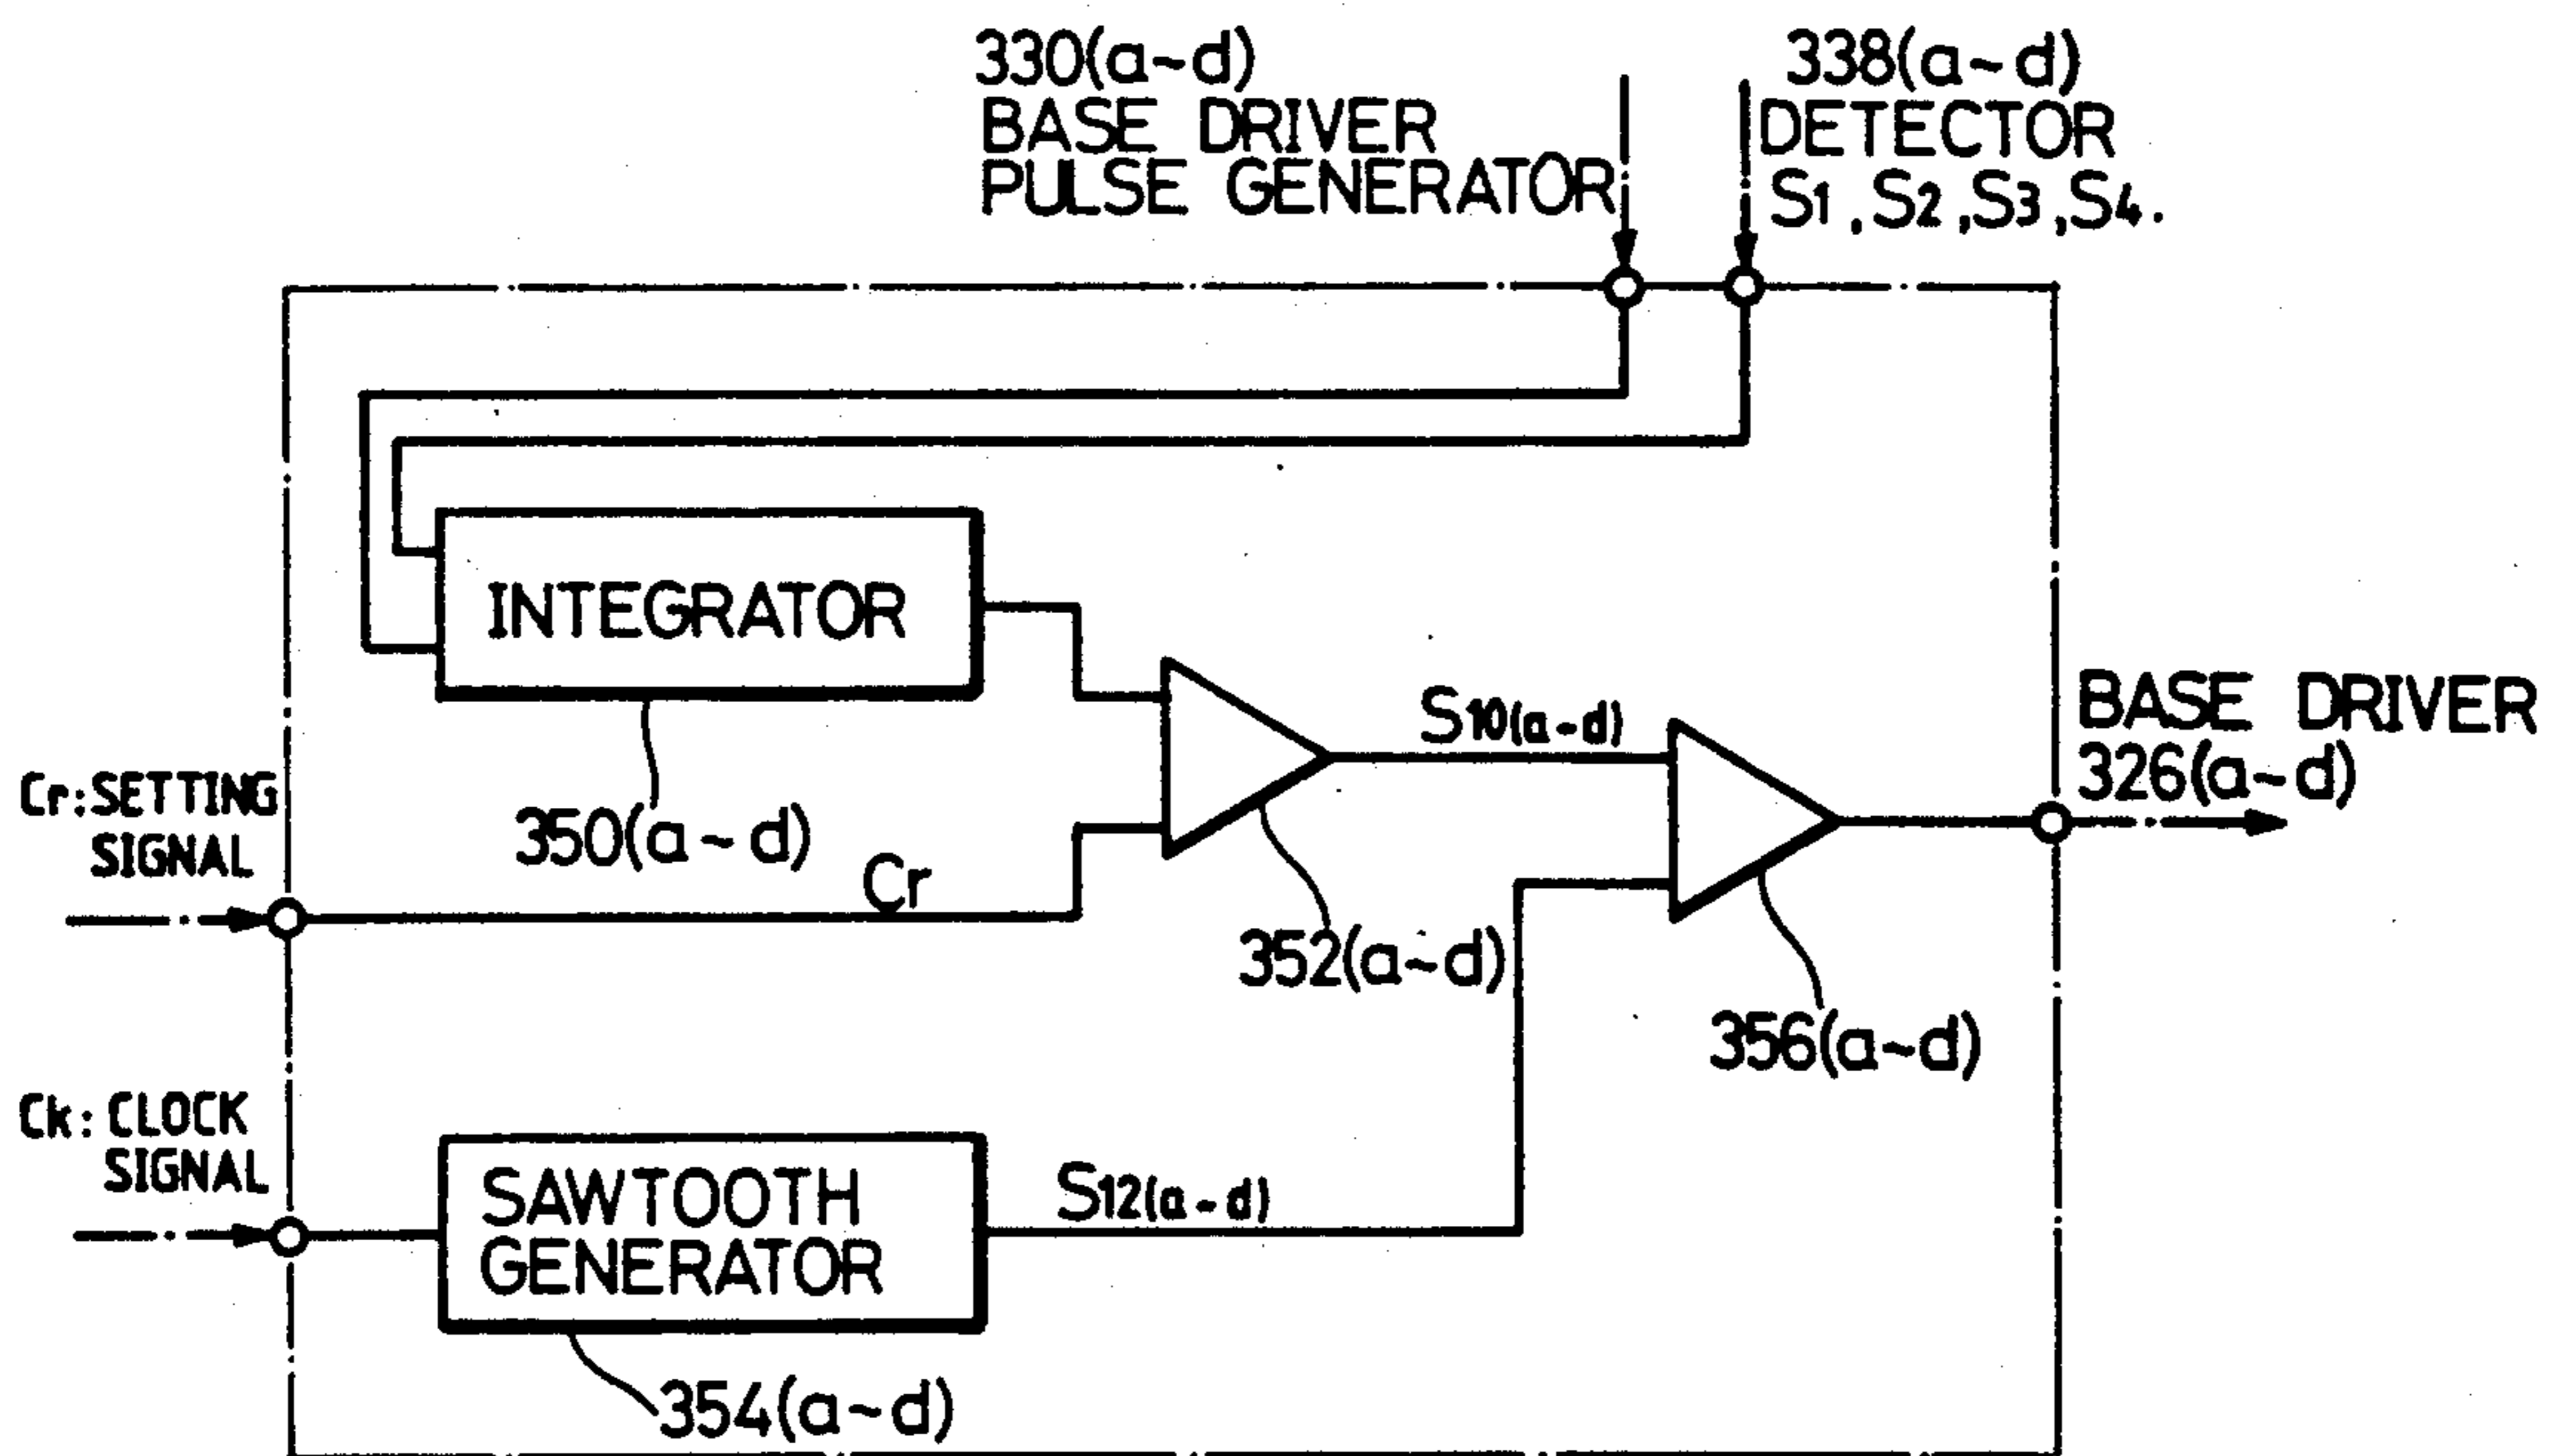 330(a~d)
BASE DRIVER
PULSE GENERATOR
338(a~d)
DETECTOR
S1, S2, S3, S4.
INTEGRATOR
350(a~d)
Cr: SETTING
SIGNAL
Cr
352(a~d)
S10(a~d)
BASE DRIVER
326(a~d)
356(a~d)
Ck: CLOCK
SIGNAL
SAWTOOTH
GENERATOR
S12(a~d)
354(a~d)